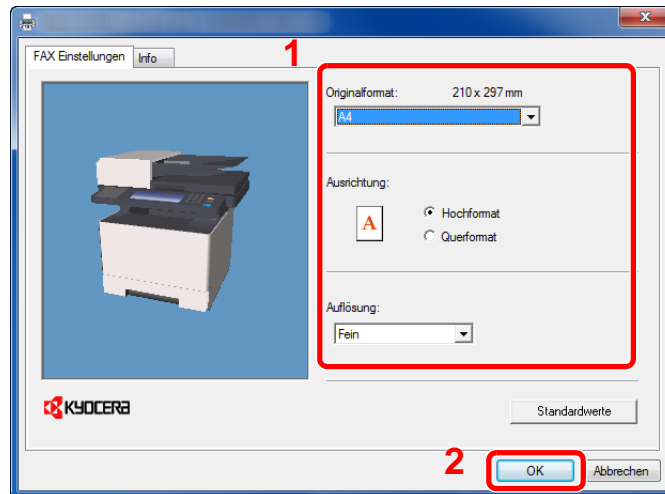 FAX Einstellungen
Info
1
Originalformat: 210 x 297 mm
A4
Ausrichtung:
A
Hochformat
Querformat
Auflösung:
Fein
KYOCERA
Standardwerte
2
OK
Abbrechen